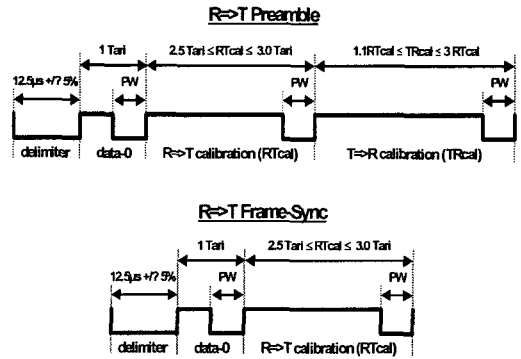 R=>T Preamble
1 Tari
2.5 Tari ≤ RTcal ≤ 3.0 Tari
1.1RTcal ≤ TRcal ≤ 3 RTcal
12.5µs +/? 5%
PW
PW
PW
delimiter
data-0
R=>T calibration (RTcal)
T=>R calibration (TRcal)
R=>T Frame-Sync
1 Tari
2.5 Tari ≤ RTcal ≤ 3.0 Tari
12.5µs +/? 5%
PW
PW
delimiter
data-0
R=>T calibration (RTcal)